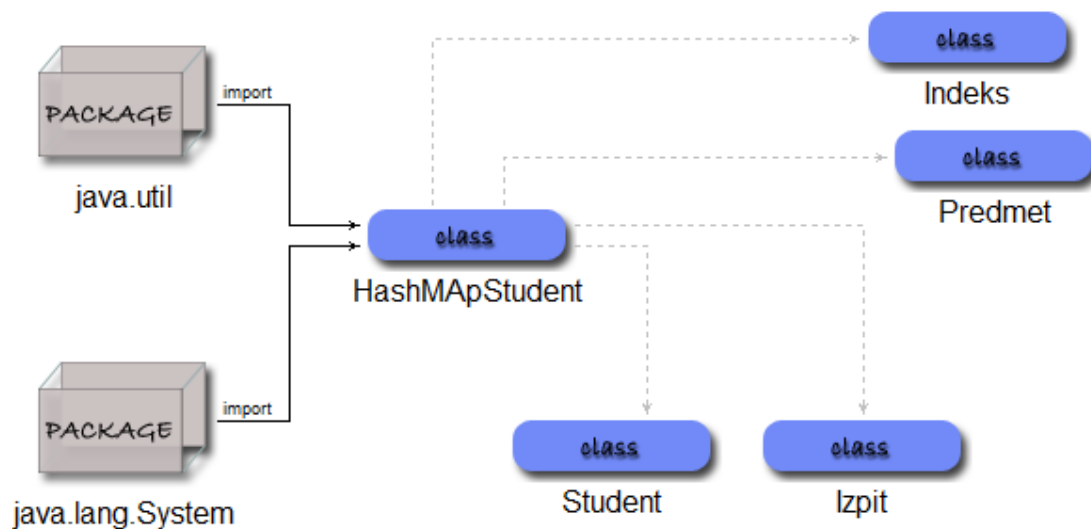 class
Indeks
PACKAGE
import
java.util
class
Predmet
class
HashMApStudent
PACKAGE
import
java.lang.System
class
Student
class
Izpit